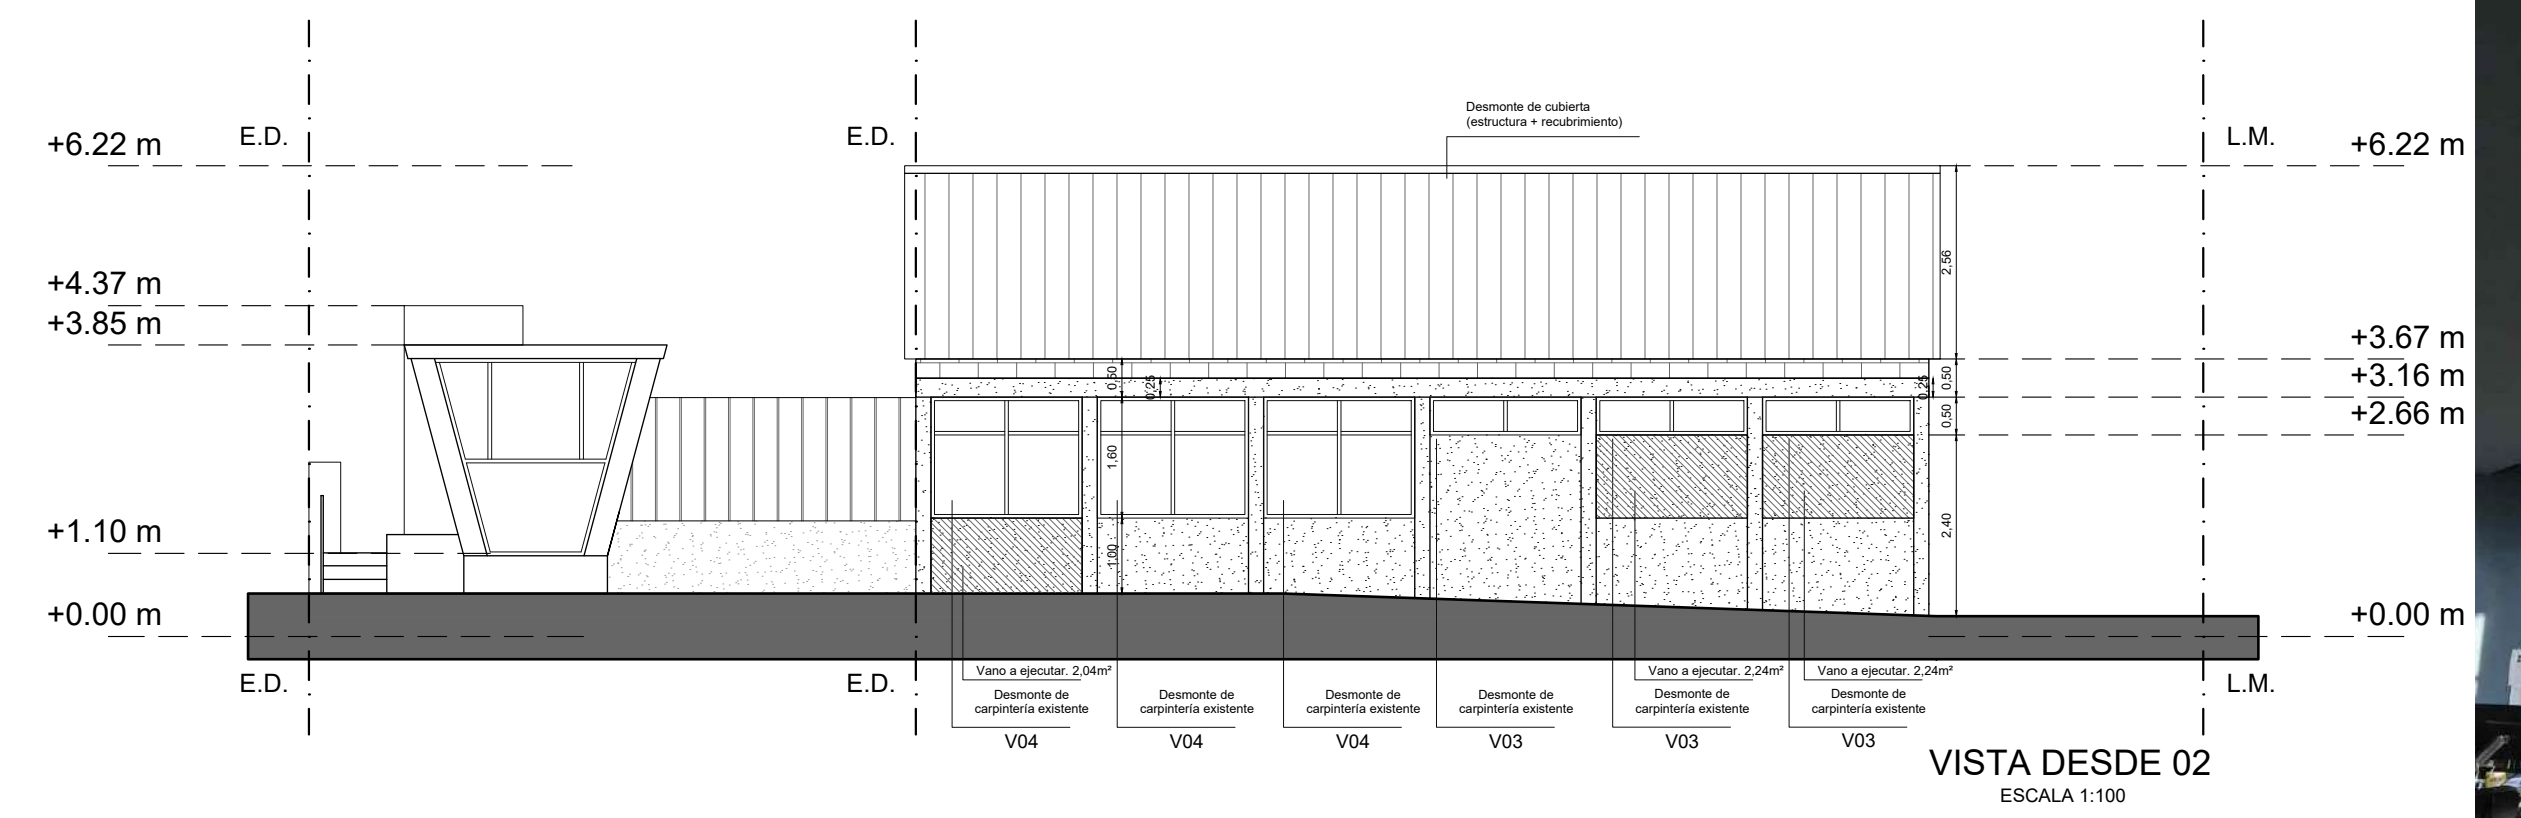 Desmonte de cubierta
(estructura + recubrimiento)
E.D.
E.D.
L.M.
+6.22 m
+6.22 m
2,56
+4.37 m
+3.85 m
+3.67 m
0,50
0,25
0,25
0,50
+3.16 m
0,50
+2.66 m
1,60
2,40
+1.10 m
1,00
+0.00 m
+0.00 m
E.D.
E.D.
L.M.
Vano a ejecutar. 2,04m²
Vano a ejecutar. 2,24m²
Vano a ejecutar. 2,24m²
Desmonte de
carpintería existente
V04
Desmonte de
carpintería existente
V04
Desmonte de
carpintería existente
V04
Desmonte de
carpintería existente
V03
Desmonte de
carpintería existente
V03
Desmonte de
carpintería existente
V03
VISTA DESDE 02
ESCALA 1:100